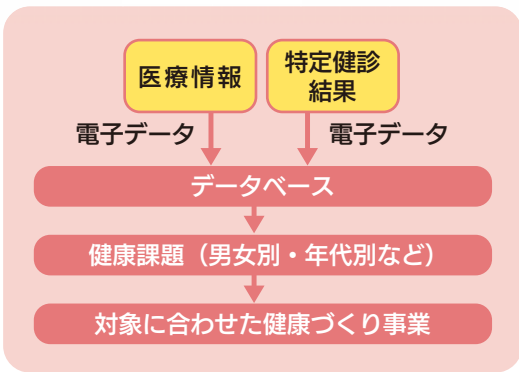 医療情報
特定健診
結果
電子データ
電子データ
データベース
健康課題（男女別・年代別など）
対象に合わせた健康づくり事業